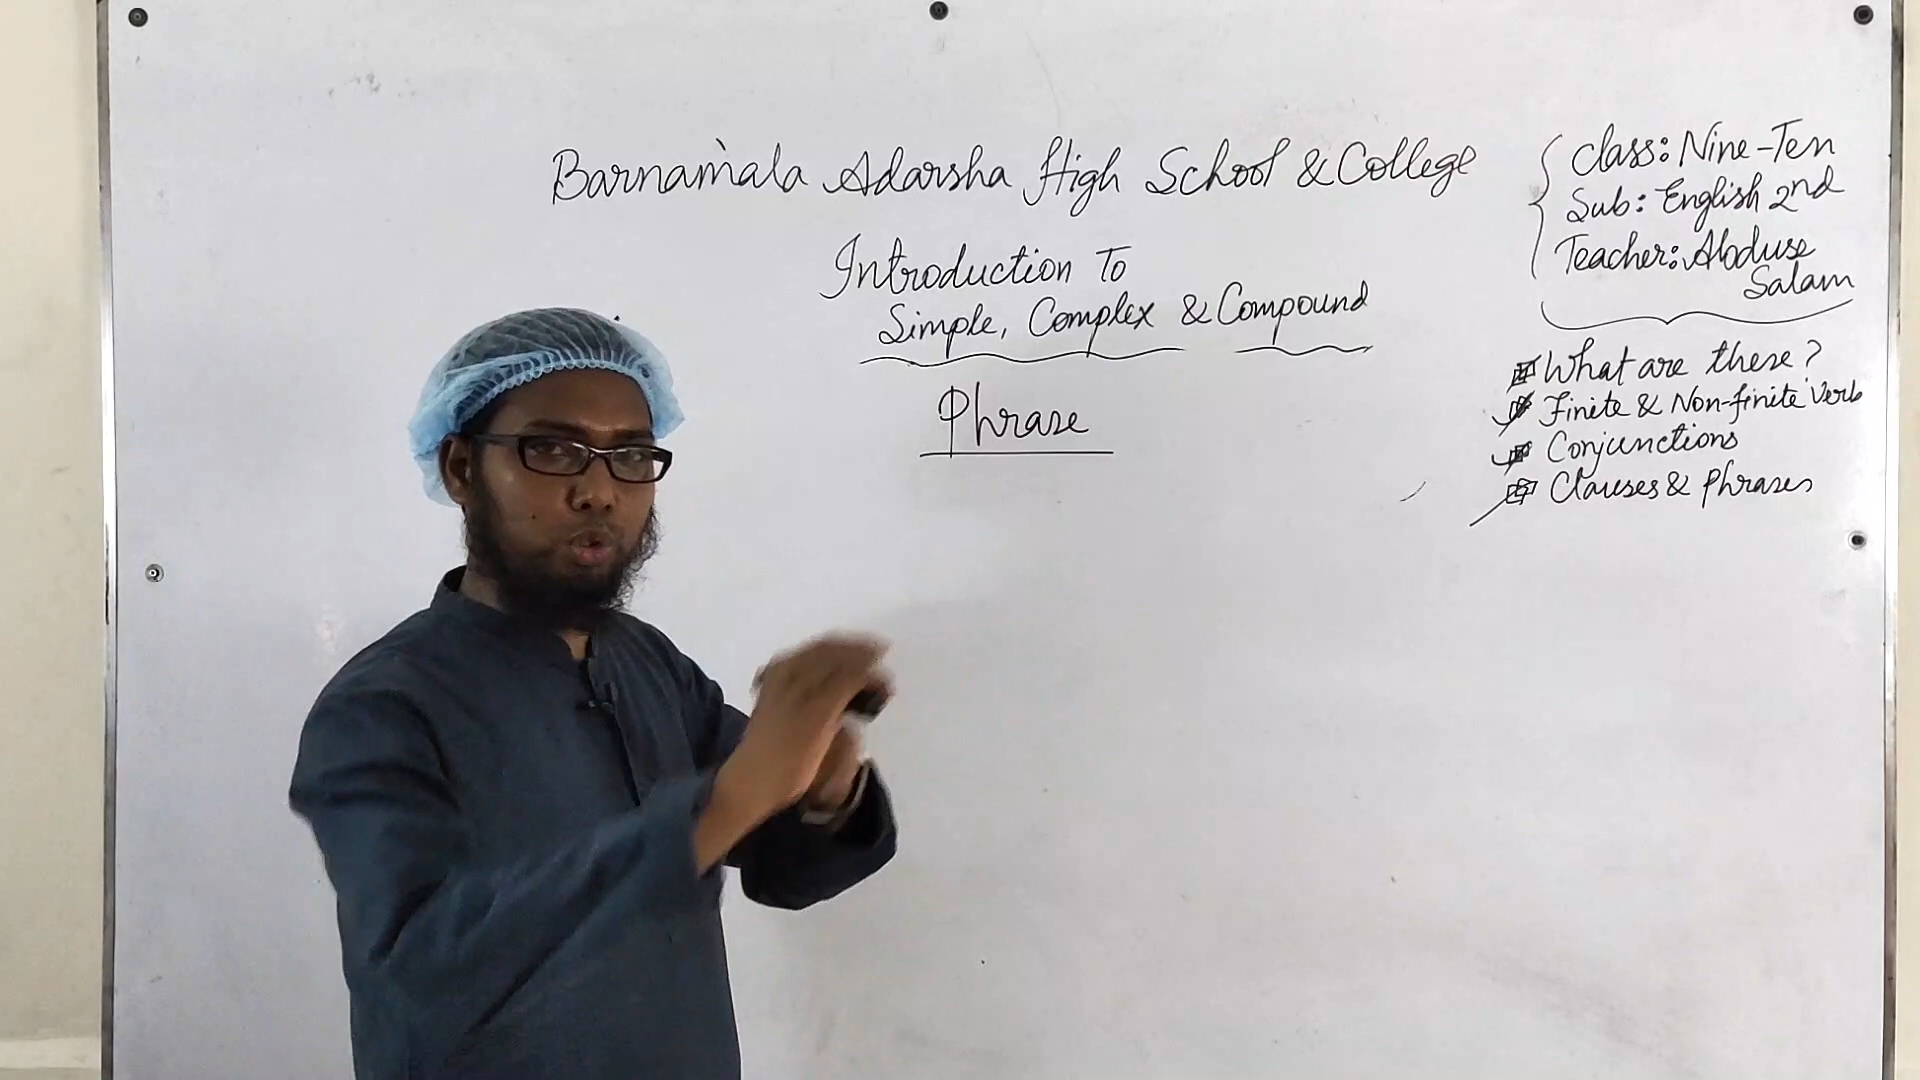 Barnamala Adarsha High School & College
Introduction To
Simple, Complex & Compound
Phrase
Class: Nine-Ten
Sub: English 2nd
Teacher: Abduse
Salam
What are these?
Finite & Non-finite Verb
Conjunctions
Clauses & Phrases